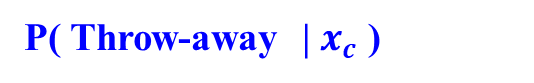 P( Throw-away | x_c )